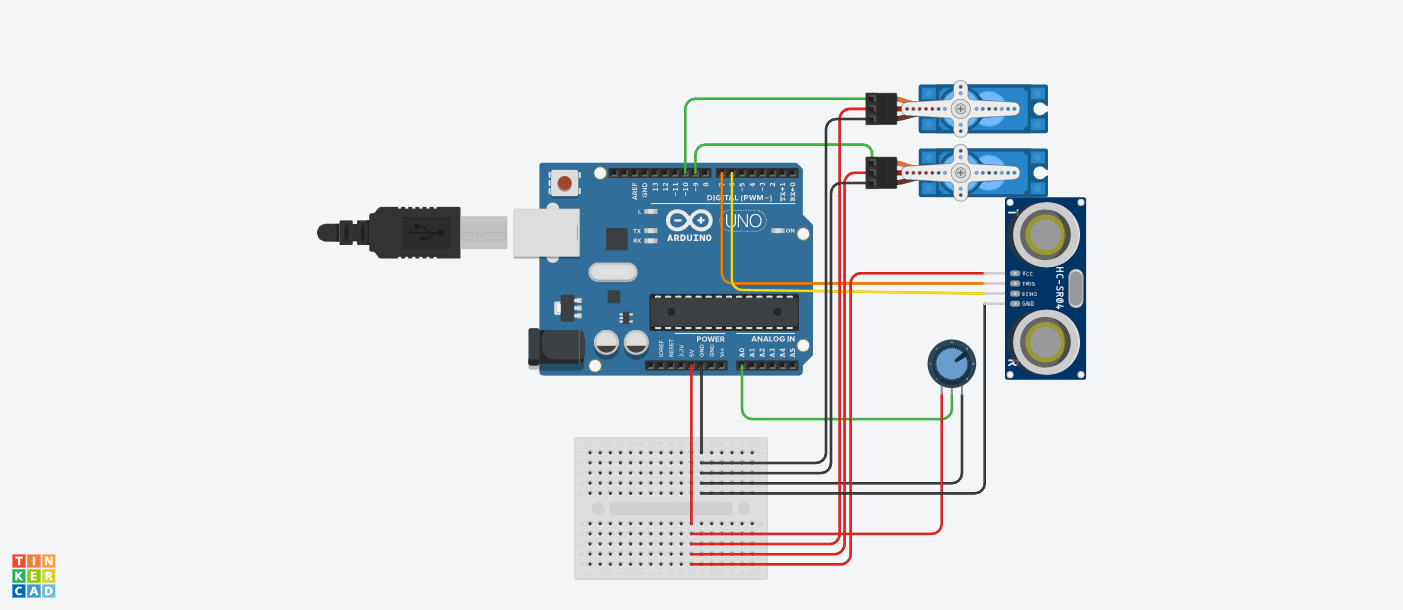 AREF
GND
13
12
~11
~10
~9
8
7
~6
~5
4
~3
2
TX→1
RX←0
DIGITAL (PWM~)
L
TX
RX
UNO
ARDUINO
ON
VCC
TRIG
ECHO
GND
HC-SR04
T
R
POWER
ANALOG IN
IOREF
RESET
3.3V
5V
GND
GND
Vin
A0
A1
A2
A3
A4
A5
TIN
KER
CAD